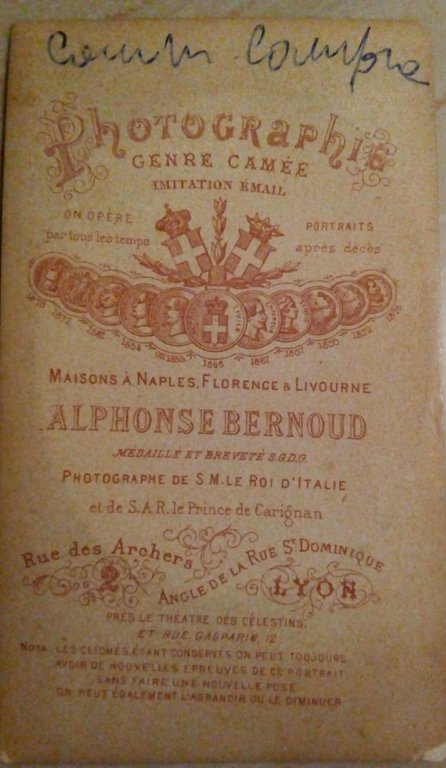 Photographie
GENRE CAMÉE
IMITATION EMAIL
ON OPÈRE
par tous les temps
PORTRAITS
après décès
MAISONS À NAPLES, FLORENCE & LIVOURNE
ALPHONSE BERNOUD
MEDAILLE ET BREVETÉ S.G.D.G.
PHOTOGRAPHE DE S.M. LE ROI D'ITALIE
et de S.A.R. le Prince de Carignan
Rue des Archers
2
ANGLE DE LA RUE ST DOMINIQUE
LYON
PRÈS LE THÉATRE DES CÉLESTINS,
ET RUE GASPARIN, 12
NOTA. LES CLICHÉS ÉTANT CONSERVÉS ON PEUT TOUJOURS
AVOIR DE NOUVELLES ÉPREUVES DE CE PORTRAIT
SANS FAIRE UNE NOUVELLE POSE
ON PEUT ÉGALEMENT L'AGRANDIR OU LE DIMINUER